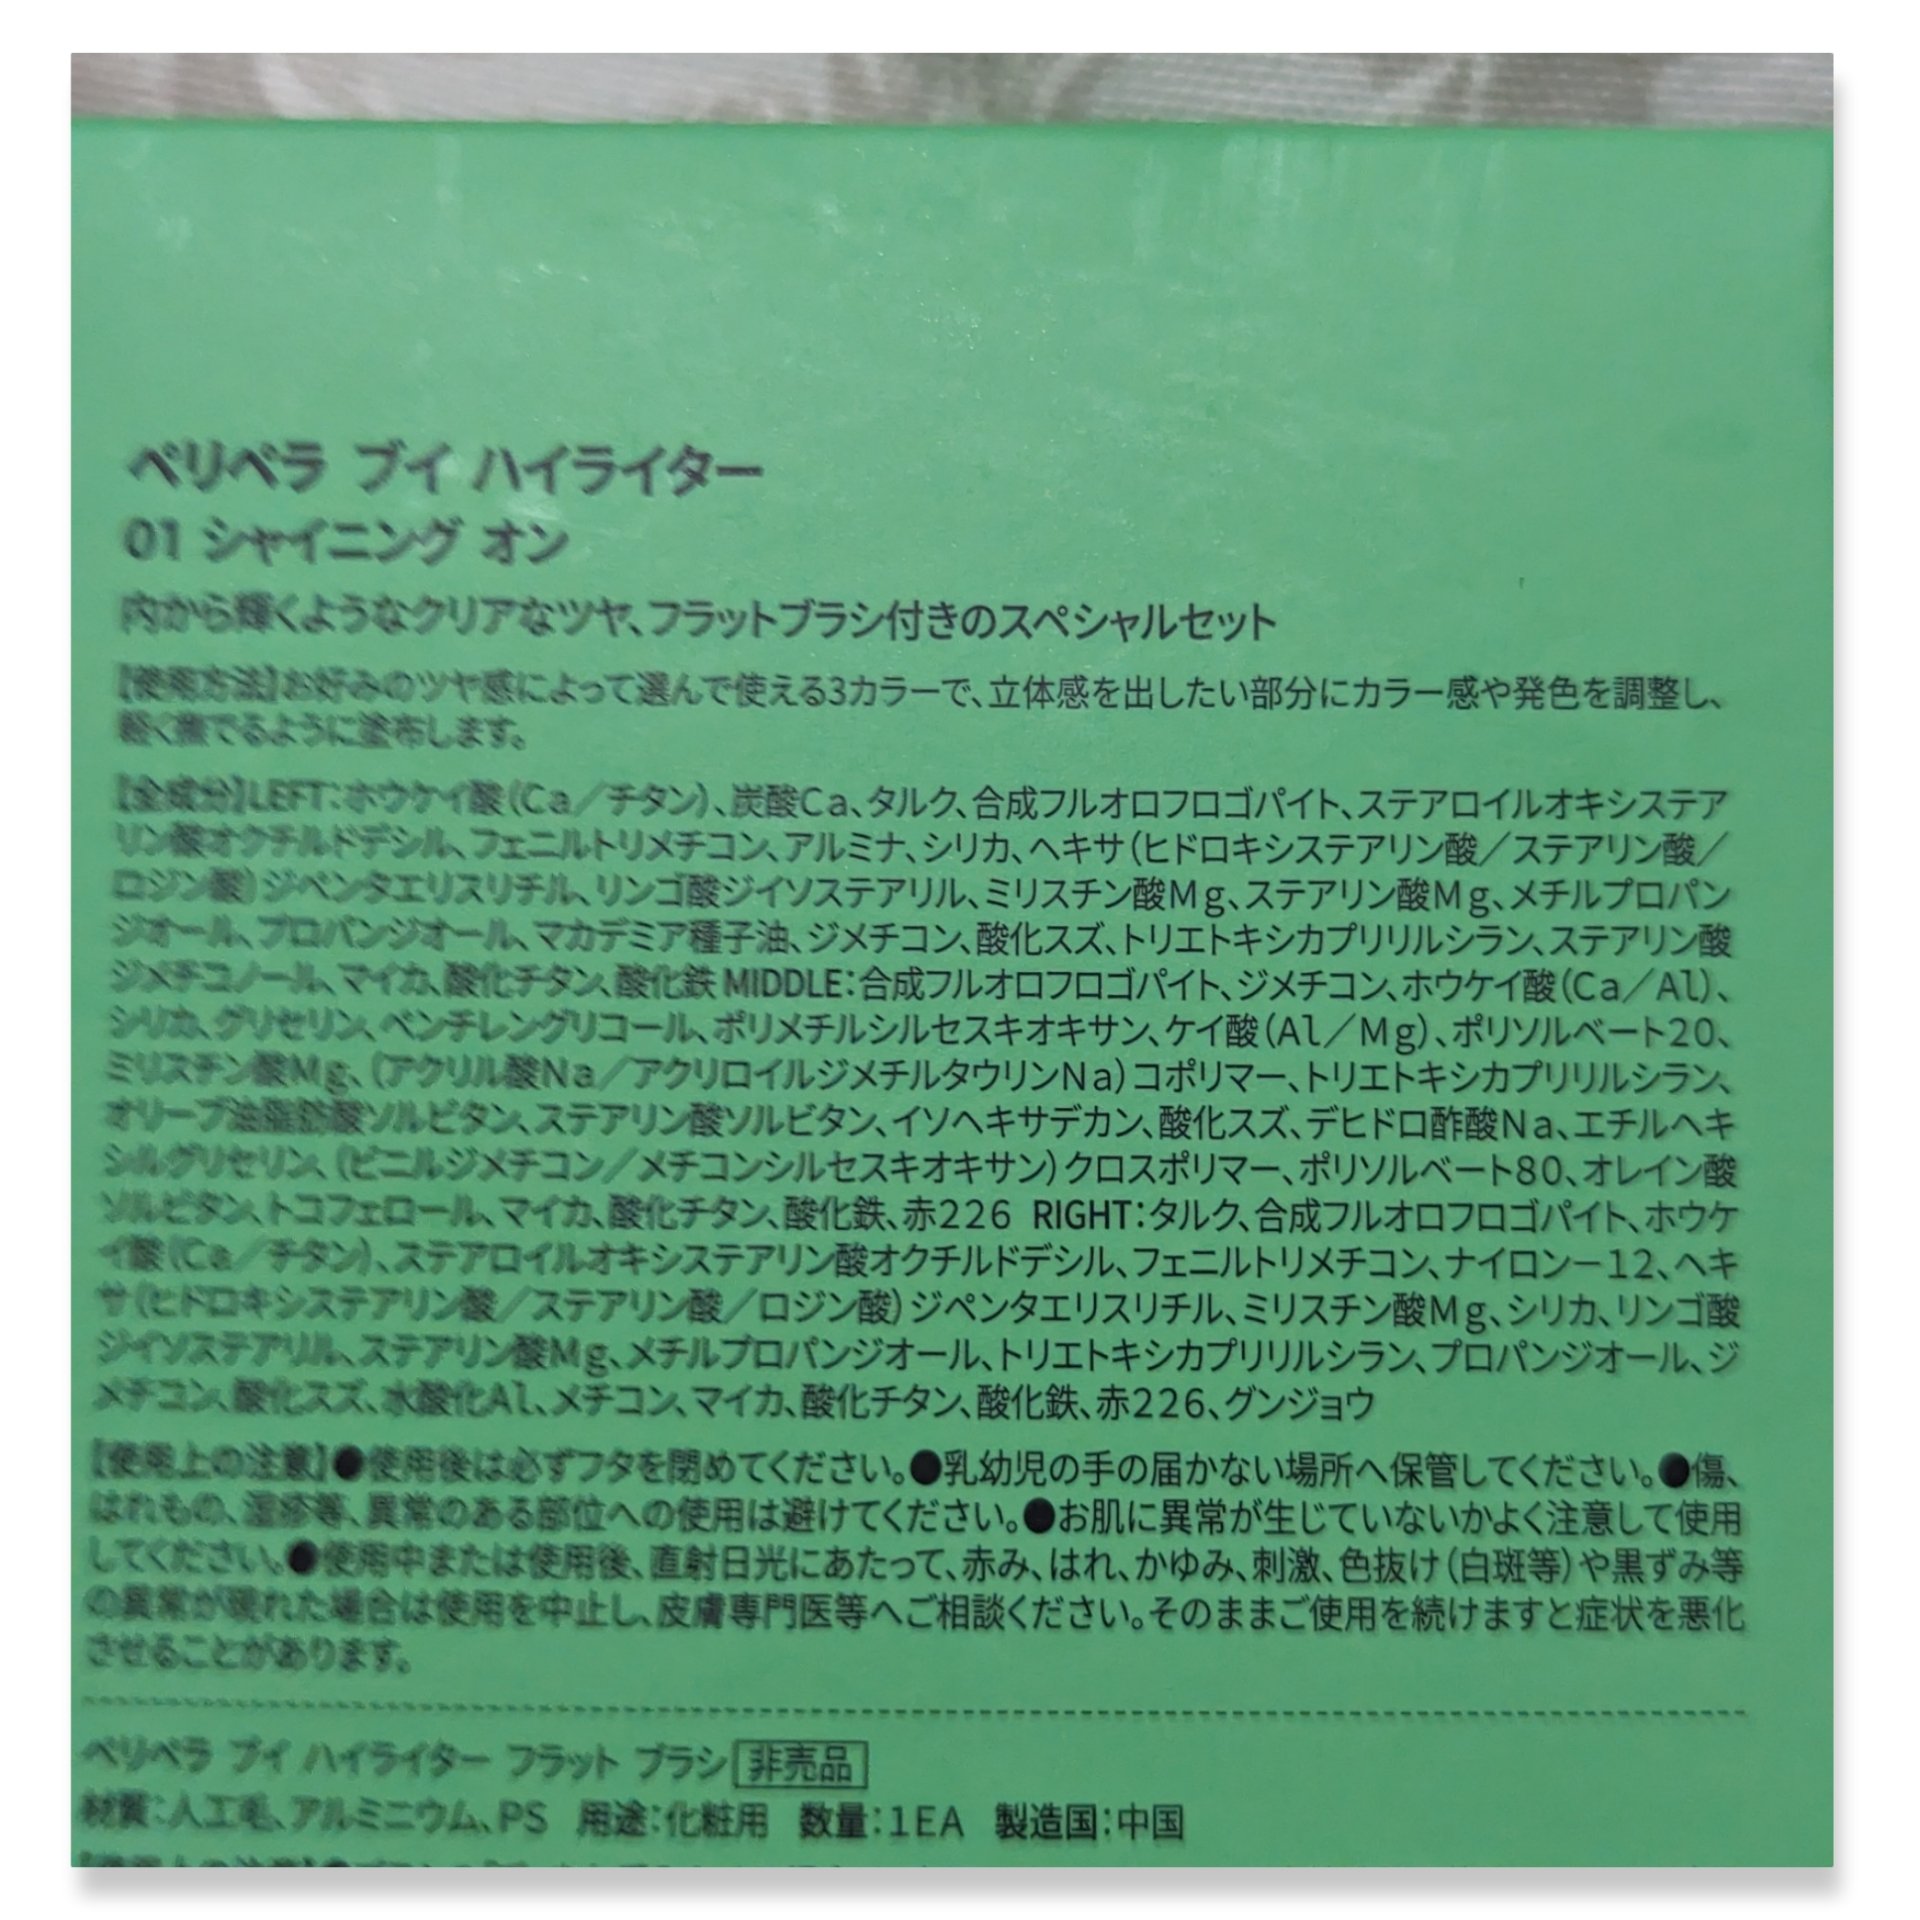 ペリペラ ブイ ハイライター
01 シャイニング オン
内から輝くようなクリアなツヤ、フラットブラシ付きのスペシャルセット
【使用方法】お好みのツヤ感によって選んで使える3カラーで、立体感を出したい部分にカラー感や発色を調整し、
軽く撫でるように塗布します。
【全成分】LEFT：ホウケイ酸（Ca／チタン）、炭酸Ca、タルク、合成フルオロフロゴパイト、ステアロイルオキシステア
リン酸オクチルドデシル、フェニルトリメチコン、アルミナ、シリカ、ヘキサ（ヒドロキシステアリン酸／ステアリン酸／
ロジン酸）ジペンタエリスリチル、リンゴ酸ジイソステアリル、ミリスチン酸Mg、ステアリン酸Mg、メチルプロパン
ジオール、プロパンジオール、マカデミア種子油、ジメチコン、酸化スズ、トリエトキシカプリリルシラン、ステアリン酸
ジメチコノール、マイカ、酸化チタン、酸化鉄 MIDDLE：合成フルオロフロゴパイト、ジメチコン、ホウケイ酸（Ca／Al）、
シリカ、グリセリン、ペンチレングリコール、ポリメチルシルセスキオキサン、ケイ酸（Al／Mg）、ポリソルベート20、
ミリスチン酸Mg、（アクリル酸Na／アクリロイルジメチルタウリンNa）コポリマー、トリエトキシカプリリルシラン、
オリーブ油脂肪酸ソルビタン、ステアリン酸ソルビタン、イソヘキサデカン、酸化スズ、デヒドロ酢酸Na、エチルヘキ
シルグリセリン、（ビニルジメチコン／メチコンシルセスキオキサン）クロスポリマー、ポリソルベート80、オレイン酸
ソルビタン、トコフェロール、マイカ、酸化チタン、酸化鉄、赤226 RIGHT：タルク、合成フルオロフロゴパイト、ホウケ
イ酸（Ca／チタン）、ステアロイルオキシステアリン酸オクチルドデシル、フェニルトリメチコン、ナイロン－12、ヘキ
サ（ヒドロキシステアリン酸／ステアリン酸／ロジン酸）ジペンタエリスリチル、ミリスチン酸Mg、シリカ、リンゴ酸
ジイソステアリル、ステアリン酸Mg、メチルプロパンジオール、トリエトキシカプリリルシラン、プロパンジオール、ジ
メチコン、酸化スズ、水酸化Al、メチコン、マイカ、酸化チタン、酸化鉄、赤226、グンジョウ
【使用上の注意】●使用後は必ずフタを閉めてください。●乳幼児の手の届かない場所へ保管してください。●傷、
はれもの、湿疹等、異常のある部位への使用は避けてください。●お肌に異常が生じていないかよく注意して使用
してください。●使用中または使用後、直射日光にあたって、赤み、はれ、かゆみ、刺激、色抜け（白斑等）や黒ずみ等
の異常が現れた場合は使用を中止し、皮膚専門医等へご相談ください。そのままご使用を続けますと症状を悪化
させることがあります。
ペリペラ ブイ ハイライター フラット ブラシ 非売品
材質：人工毛、アルミニウム、PS 用途：化粧用 数量：1EA 製造国：中国